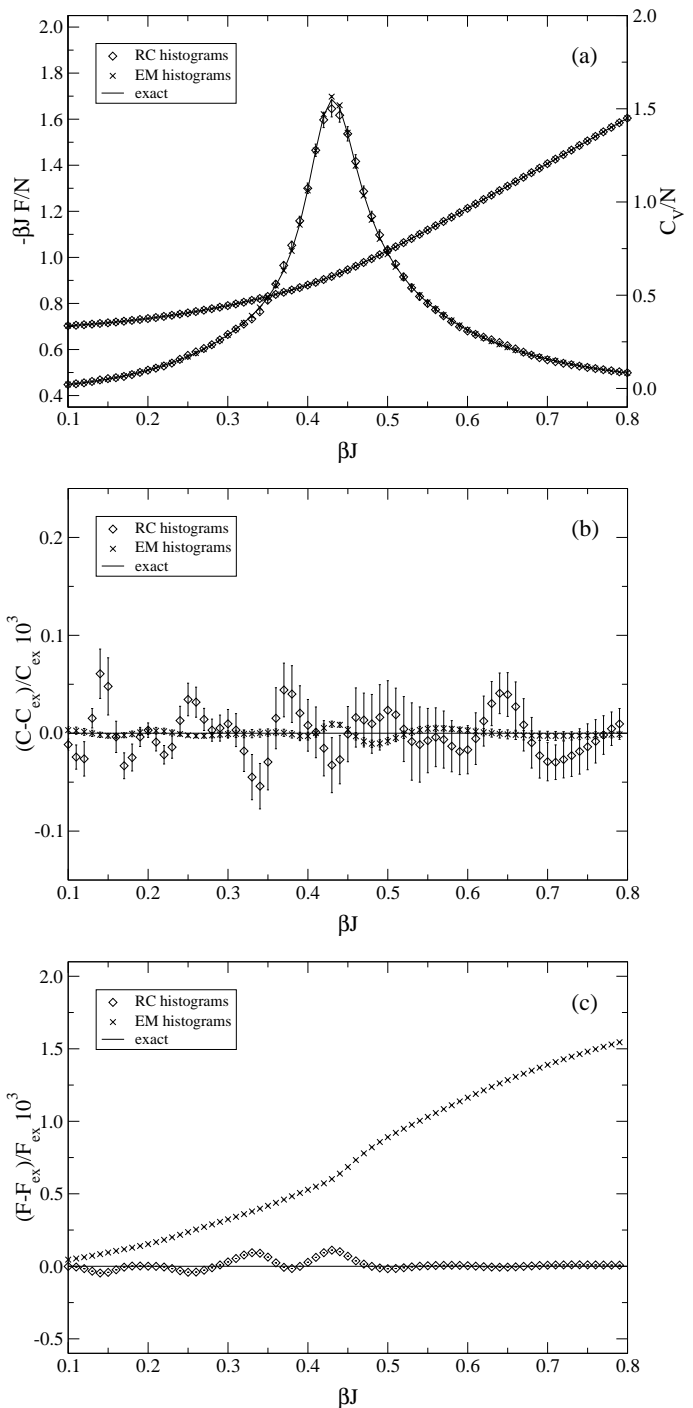 2.0
1.8
1.6
1.4
1.2
1.0
0.8
0.6
0.4
-βJ F/N
RC histograms
EM histograms
exact
(a)
2.0
1.5
1.0
0.5
0.0
C_V/N
0.1 0.2 0.3 0.4 0.5 0.6 0.7 0.8
βJ
0.2
0.1
0.0
-0.1
(C-C_ex)/C_ex 10^3
RC histograms
EM histograms
exact
(b)
0.1 0.2 0.3 0.4 0.5 0.6 0.7 0.8
βJ
2.0
1.5
1.0
0.5
0.0
-0.5
(F-F_ex)/F_ex 10^3
RC histograms
EM histograms
exact
(c)
0.1 0.2 0.3 0.4 0.5 0.6 0.7 0.8
βJ